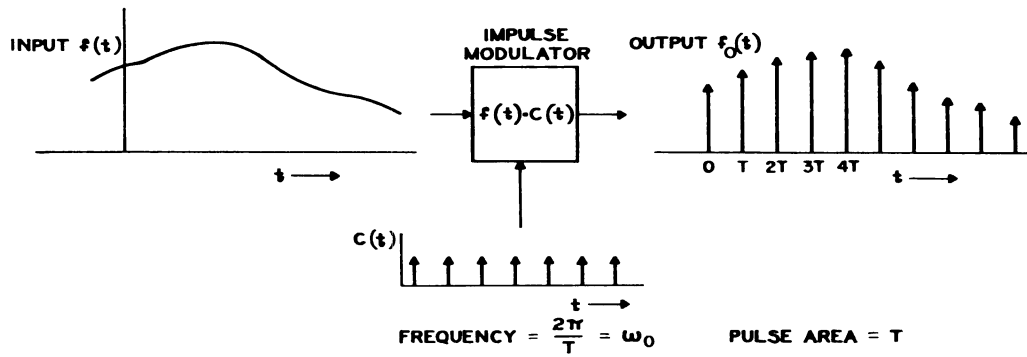 INPUT f(t)
t
IMPULSE
MODULATOR
f(t)·C(t)
OUTPUT f₀(t)
0 T 2T 3T 4T
t
C(t)
t
FREQUENCY = 2π/T = ω₀
PULSE AREA = T